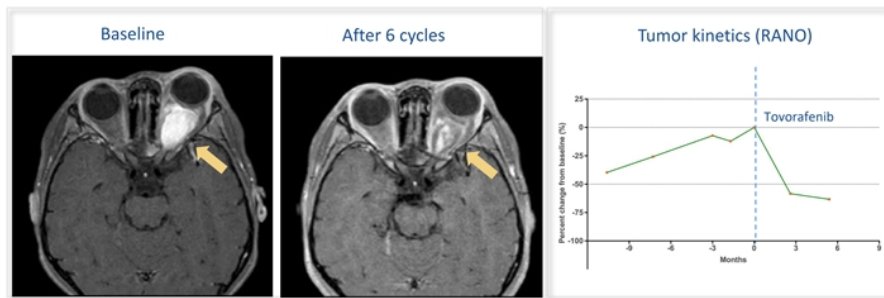 Baseline
After 6 cycles
Tumor kinetics (RANO)
Tovorafenib
Percent change from baseline (%)
25
0
-25
-50
-75
-100
-9
-6
-3
0
3
6
9
Months